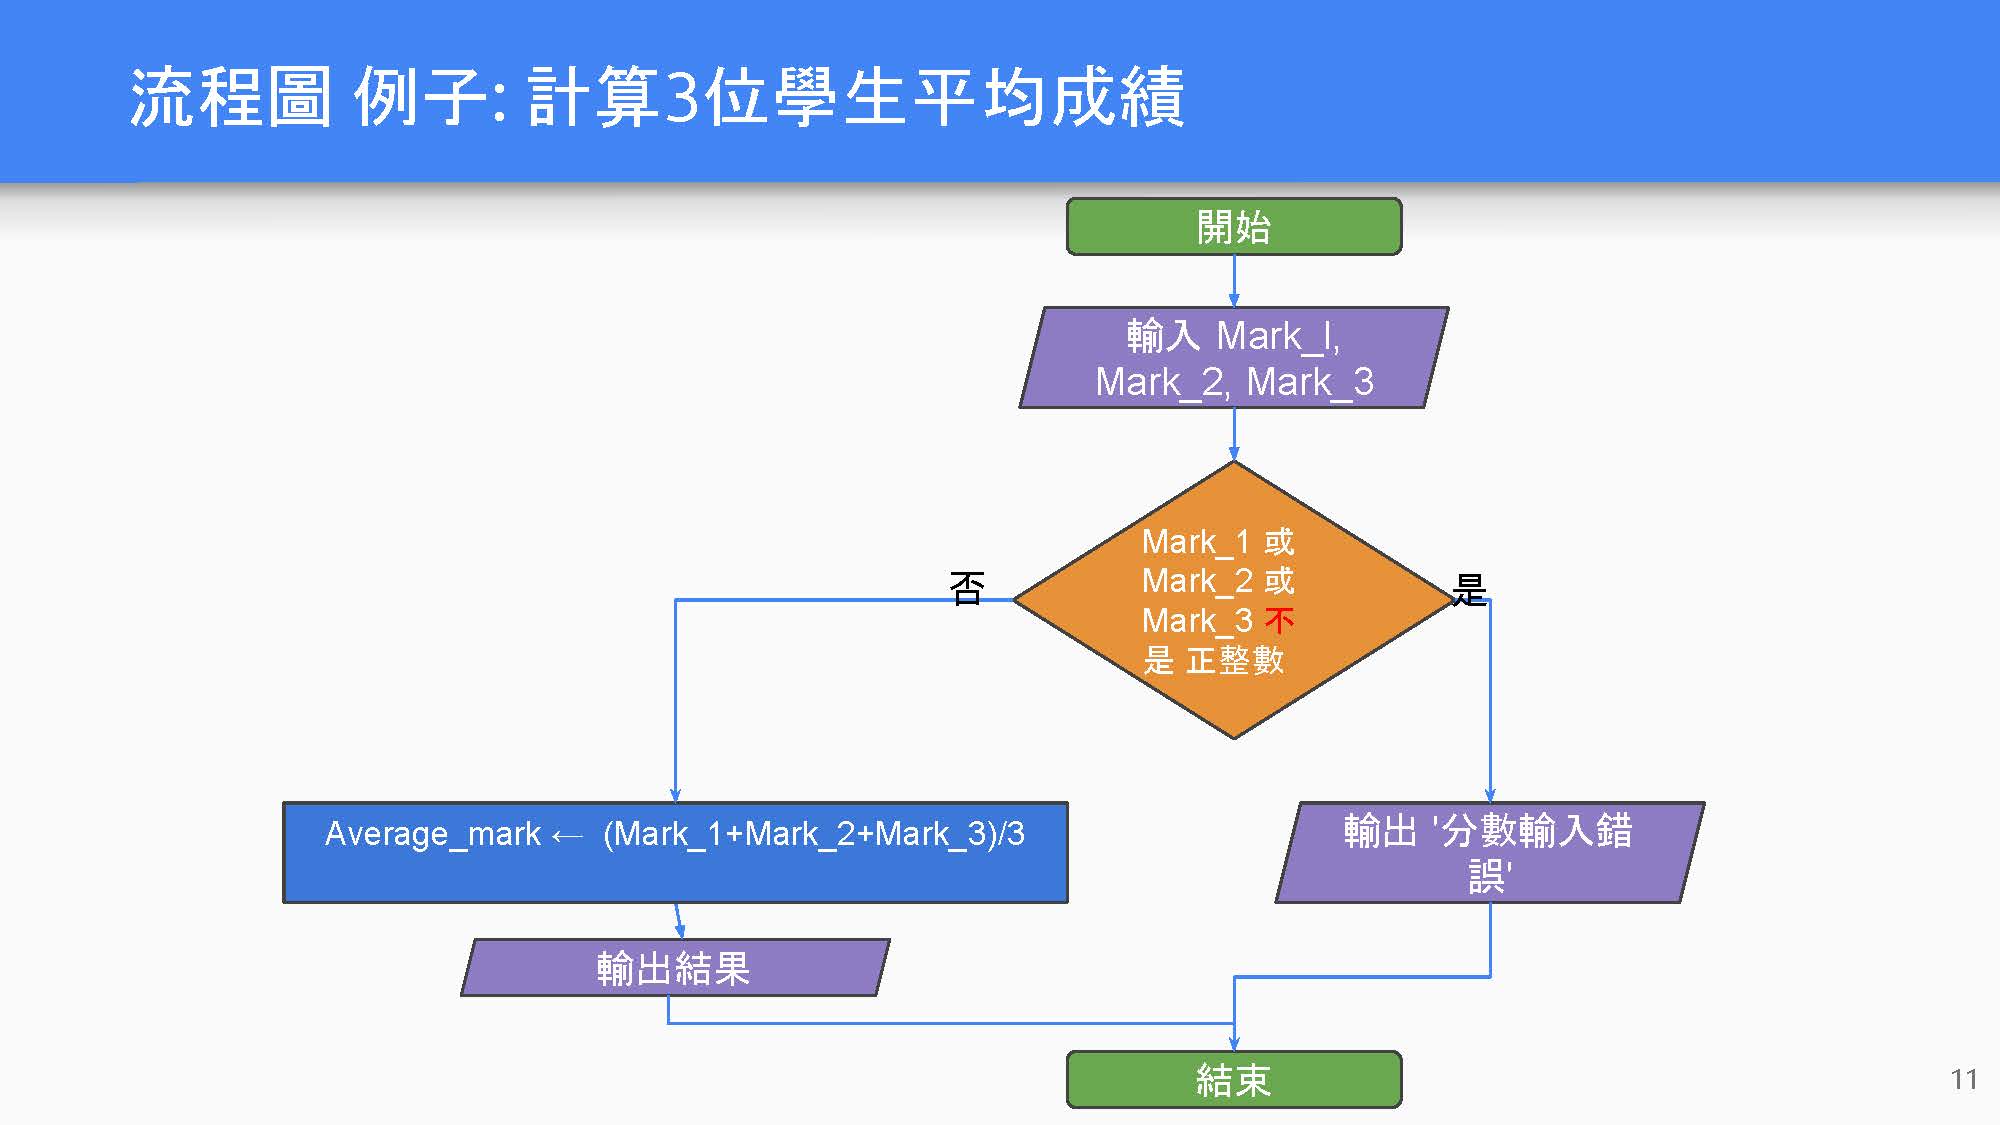 流程圖 例子: 計算3位學生平均成績
開始
輸入 Mark_l,
Mark_2, Mark_3
Mark_1 或
Mark_2 或
Mark_3 不
是 正整數
否
是
Average_mark ← (Mark_1+Mark_2+Mark_3)/3
輸出 '分數輸入錯
誤'
輸出結果
結束
11